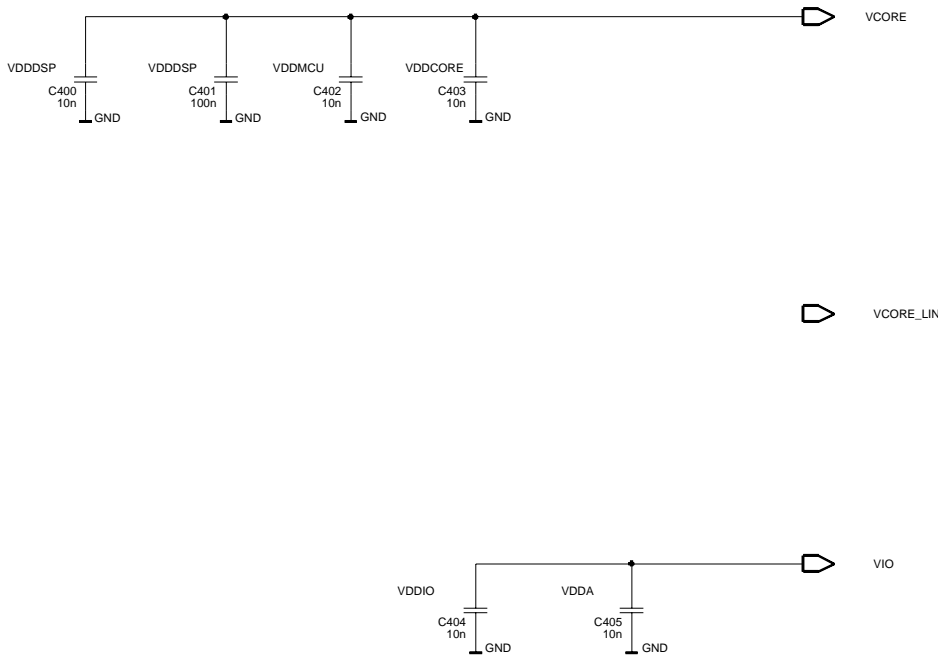 VCORE
VDDDSP
VDDDSP
VDDMCU
VDDCORE
C400
10n
C401
100n
C402
10n
C403
10n
GND
GND
GND
GND
VCORE_LIN
VIO
VDDIO
VDDA
C404
10n
C405
10n
GND
GND